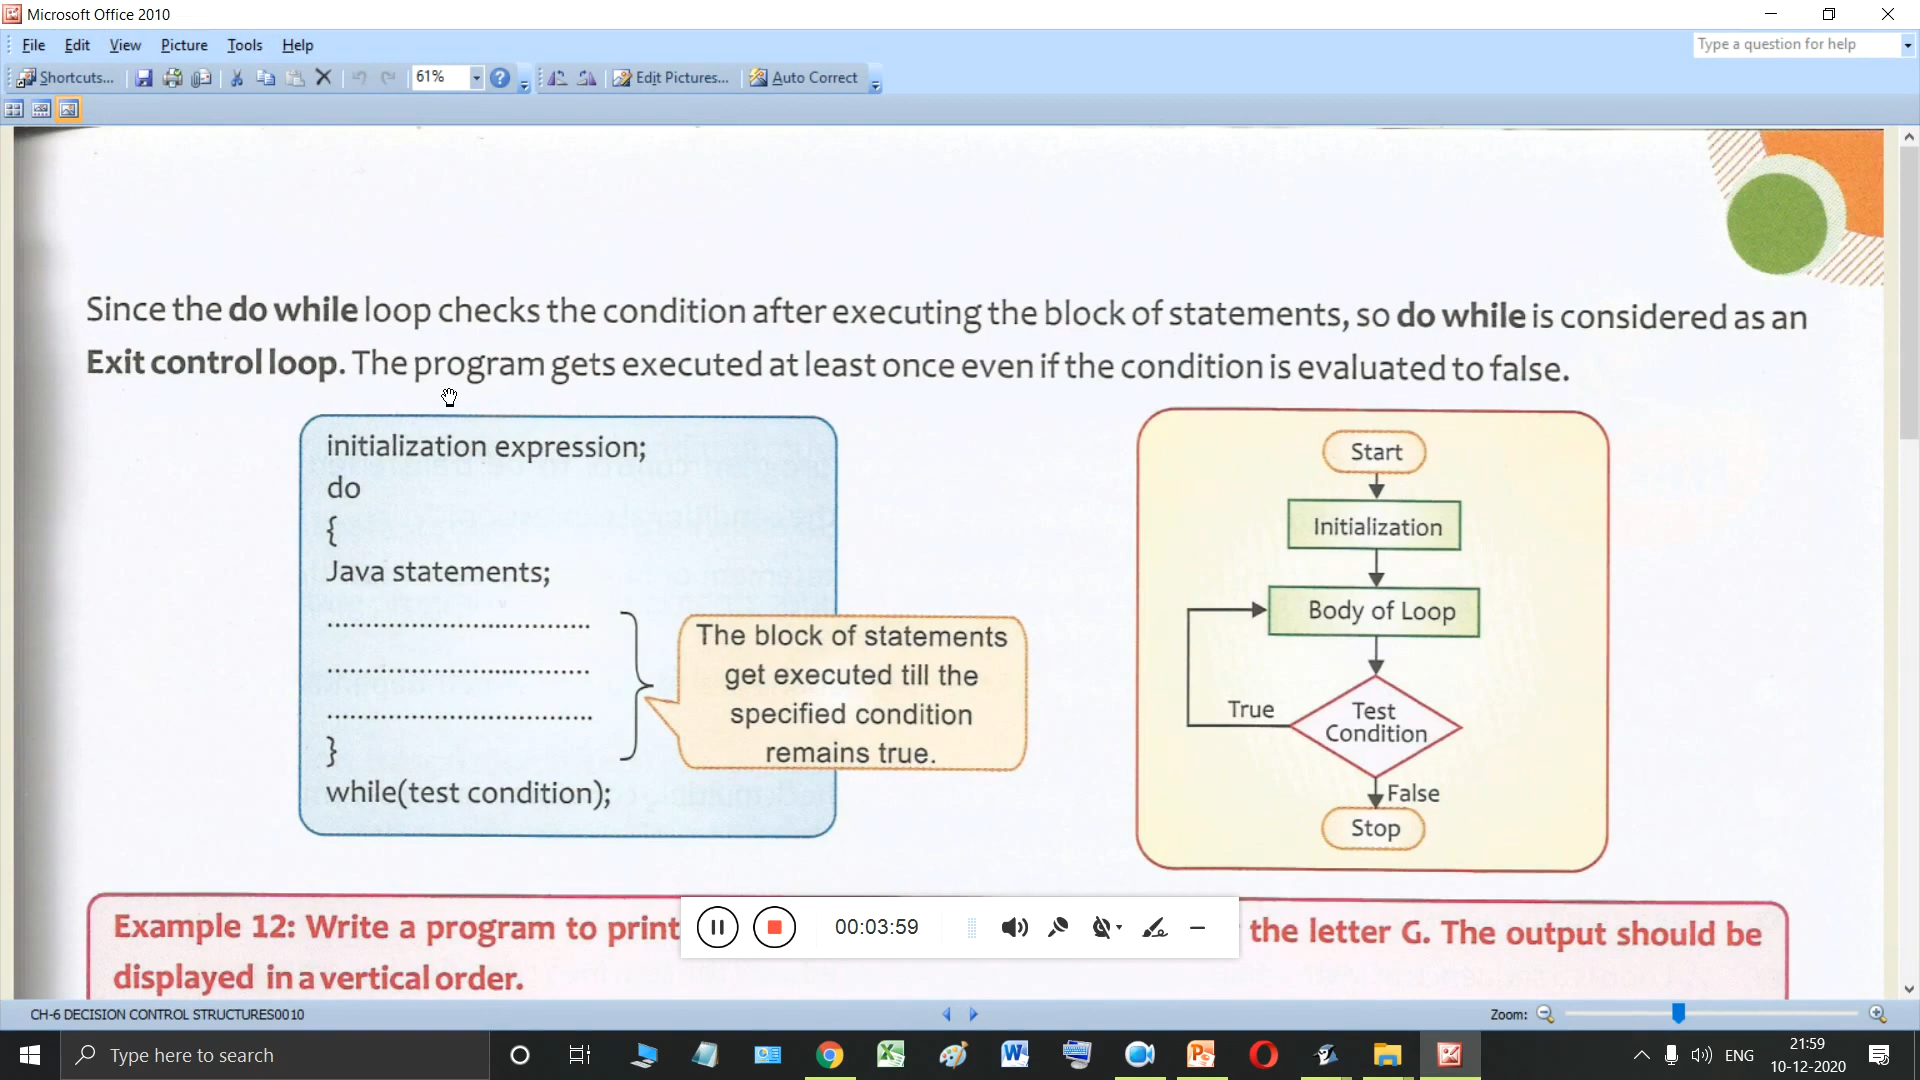 Microsoft Office 2010
File Edit View Picture Tools Help
Type a question for help
Shortcuts... 61% Edit Pictures... Auto Correct
Since the do while loop checks the condition after executing the block of statements, so do while is considered as an
Exit control loop. The program gets executed at least once even if the condition is evaluated to false.
initialization expression;
do
{
Java statements;
..............................
..............................
..............................
}
while(test condition);
The block of statements
get executed till the
specified condition
remains true.
Start
Initialization
Body of Loop
True
Test
Condition
False
Stop
Example 12: Write a program to print
the letter G. The output should be
displayed in a vertical order.
00:03:59
CH-6 DECISION CONTROL STRUCTURES0010
Zoom:
Type here to search
ENG
21:59
10-12-2020